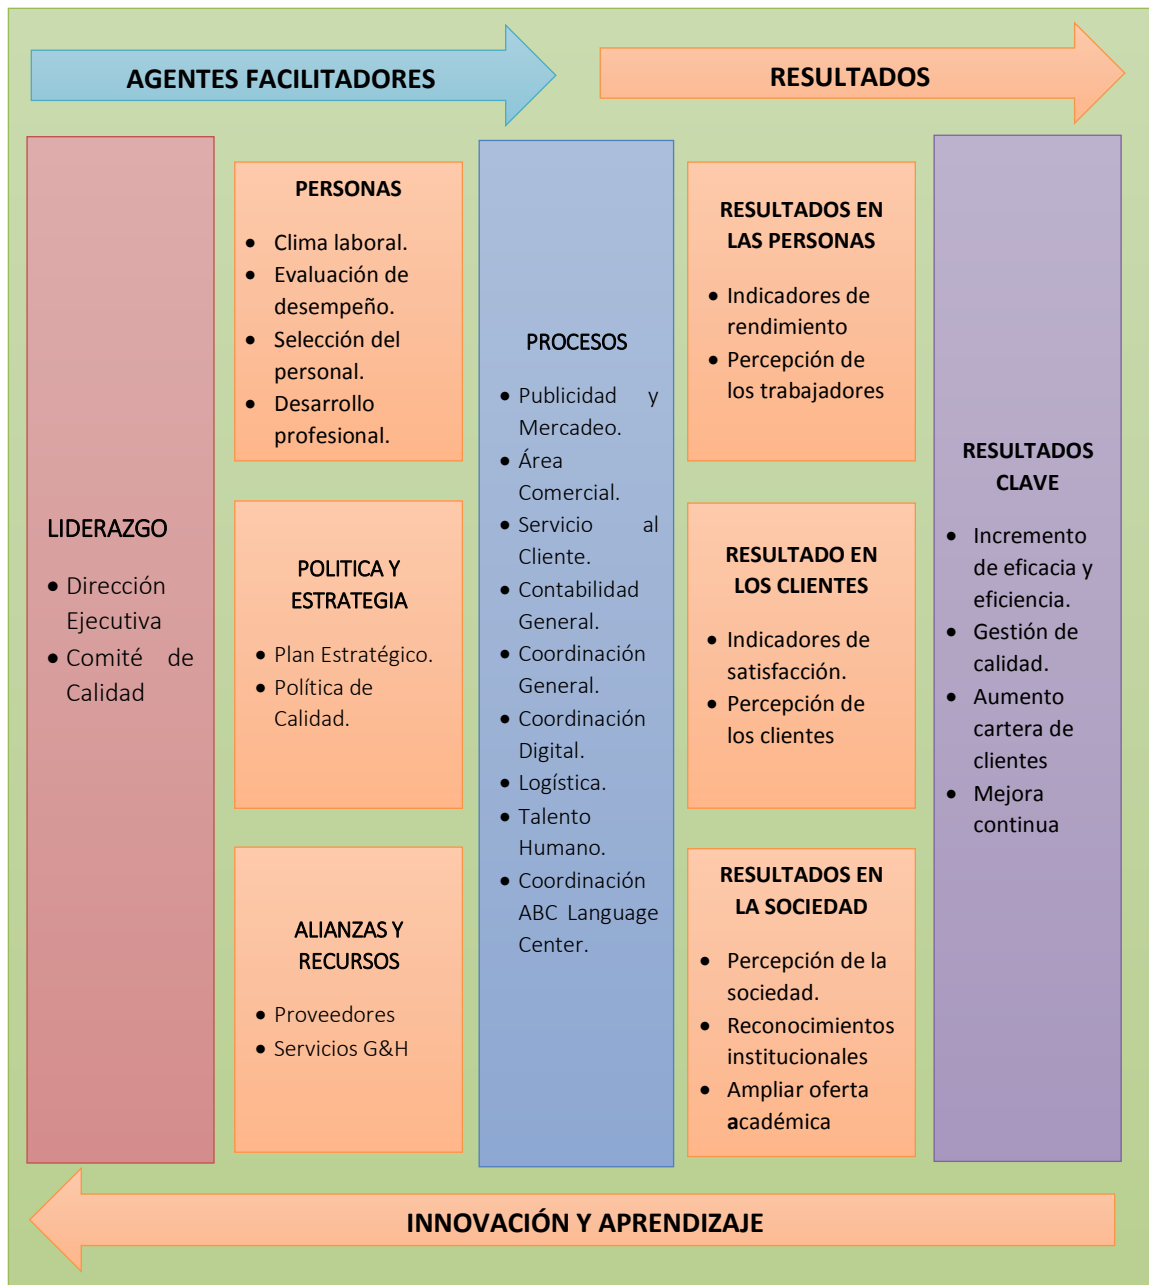 AGENTES FACILITADORES
RESULTADOS
LIDERAZGO
• Dirección
Ejecutiva
• Comité de
Calidad
PERSONAS
• Clima laboral.
• Evaluación de
desempeño.
• Selección del
personal.
• Desarrollo
profesional.
POLITICA Y
ESTRATEGIA
• Plan Estratégico.
• Política de
Calidad.
ALIANZAS Y
RECURSOS
• Proveedores
• Servicios G&H
PROCESOS
• Publicidad y
Mercadeo.
• Área
Comercial.
• Servicio al
Cliente.
• Contabilidad
General.
• Coordinación
General.
• Coordinación
Digital.
• Logística.
• Talento
Humano.
• Coordinación
ABC Language
Center.
RESULTADOS EN
LAS PERSONAS
• Indicadores de
rendimiento
• Percepción de
los trabajadores
RESULTADO EN
LOS CLIENTES
• Indicadores de
satisfacción.
• Percepción de
los clientes
RESULTADOS EN
LA SOCIEDAD
• Percepción de la
sociedad.
• Reconocimientos
institucionales
• Ampliar oferta
académica
RESULTADOS
CLAVE
• Incremento
de eficacia y
eficiencia.
• Gestión de
calidad.
• Aumento
cartera de
clientes
• Mejora
continua
INNOVACIÓN Y APRENDIZAJE